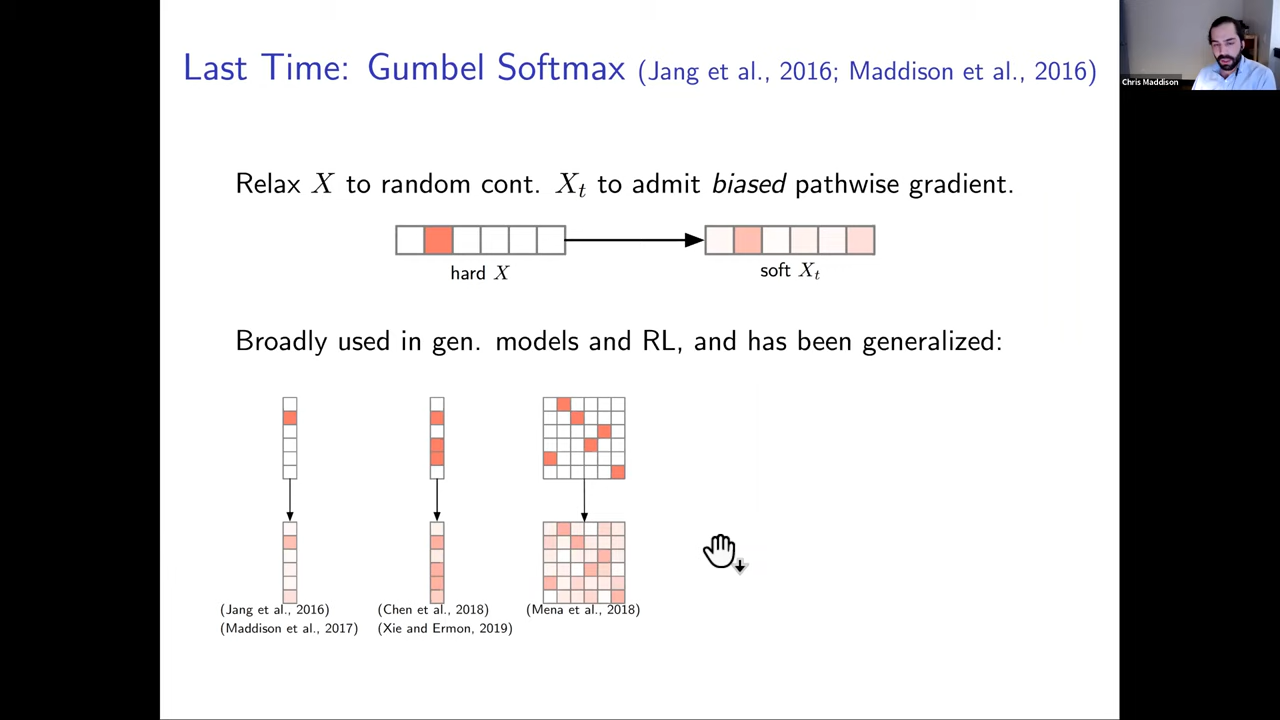 Last Time: Gumbel Softmax (Jang et al., 2016; Maddison et al., 2016)
Chris Maddison
Relax X to random cont. Xₜ to admit biased pathwise gradient.
hard X
soft Xₜ
Broadly used in gen. models and RL, and has been generalized:
(Jang et al., 2016)
(Maddison et al., 2017)
(Chen et al., 2018)
(Xie and Ermon, 2019)
(Mena et al., 2018)